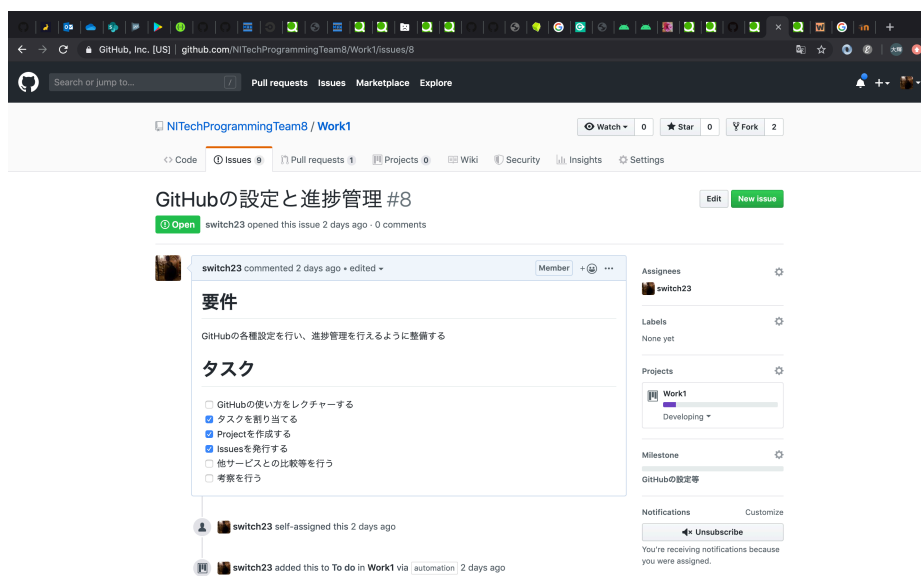 GitHub, Inc. [US] | github.com/NITechProgrammingTeam8/Work1/issues/8
Search or jump to... /
Pull requests Issues Marketplace Explore
NITechProgrammingTeam8 / Work1
Watch 0 Star 0 Fork 2
Code Issues 9 Pull requests 1 Projects 0 Wiki Security Insights Settings
GitHubの設定と進捗管理 #8
Edit New issue
Open switch23 opened this issue 2 days ago · 0 comments
switch23 commented 2 days ago • edited
Member
要件
GitHubの各種設定を行い、進捗管理を行えるように整備する
タスク
GitHubの使い方をレクチャーする
タスクを割り当てる
Projectを作成する
Issuesを発行する
他サービスとの比較等を行う
考察を行う
switch23 self-assigned this 2 days ago
switch23 added this to To do in Work1 via automation 2 days ago
Assignees
switch23
Labels
None yet
Projects
Work1
Developing
Milestone
GitHubの設定等
Notifications Customize
Unsubscribe
You're receiving notifications because
you were assigned.